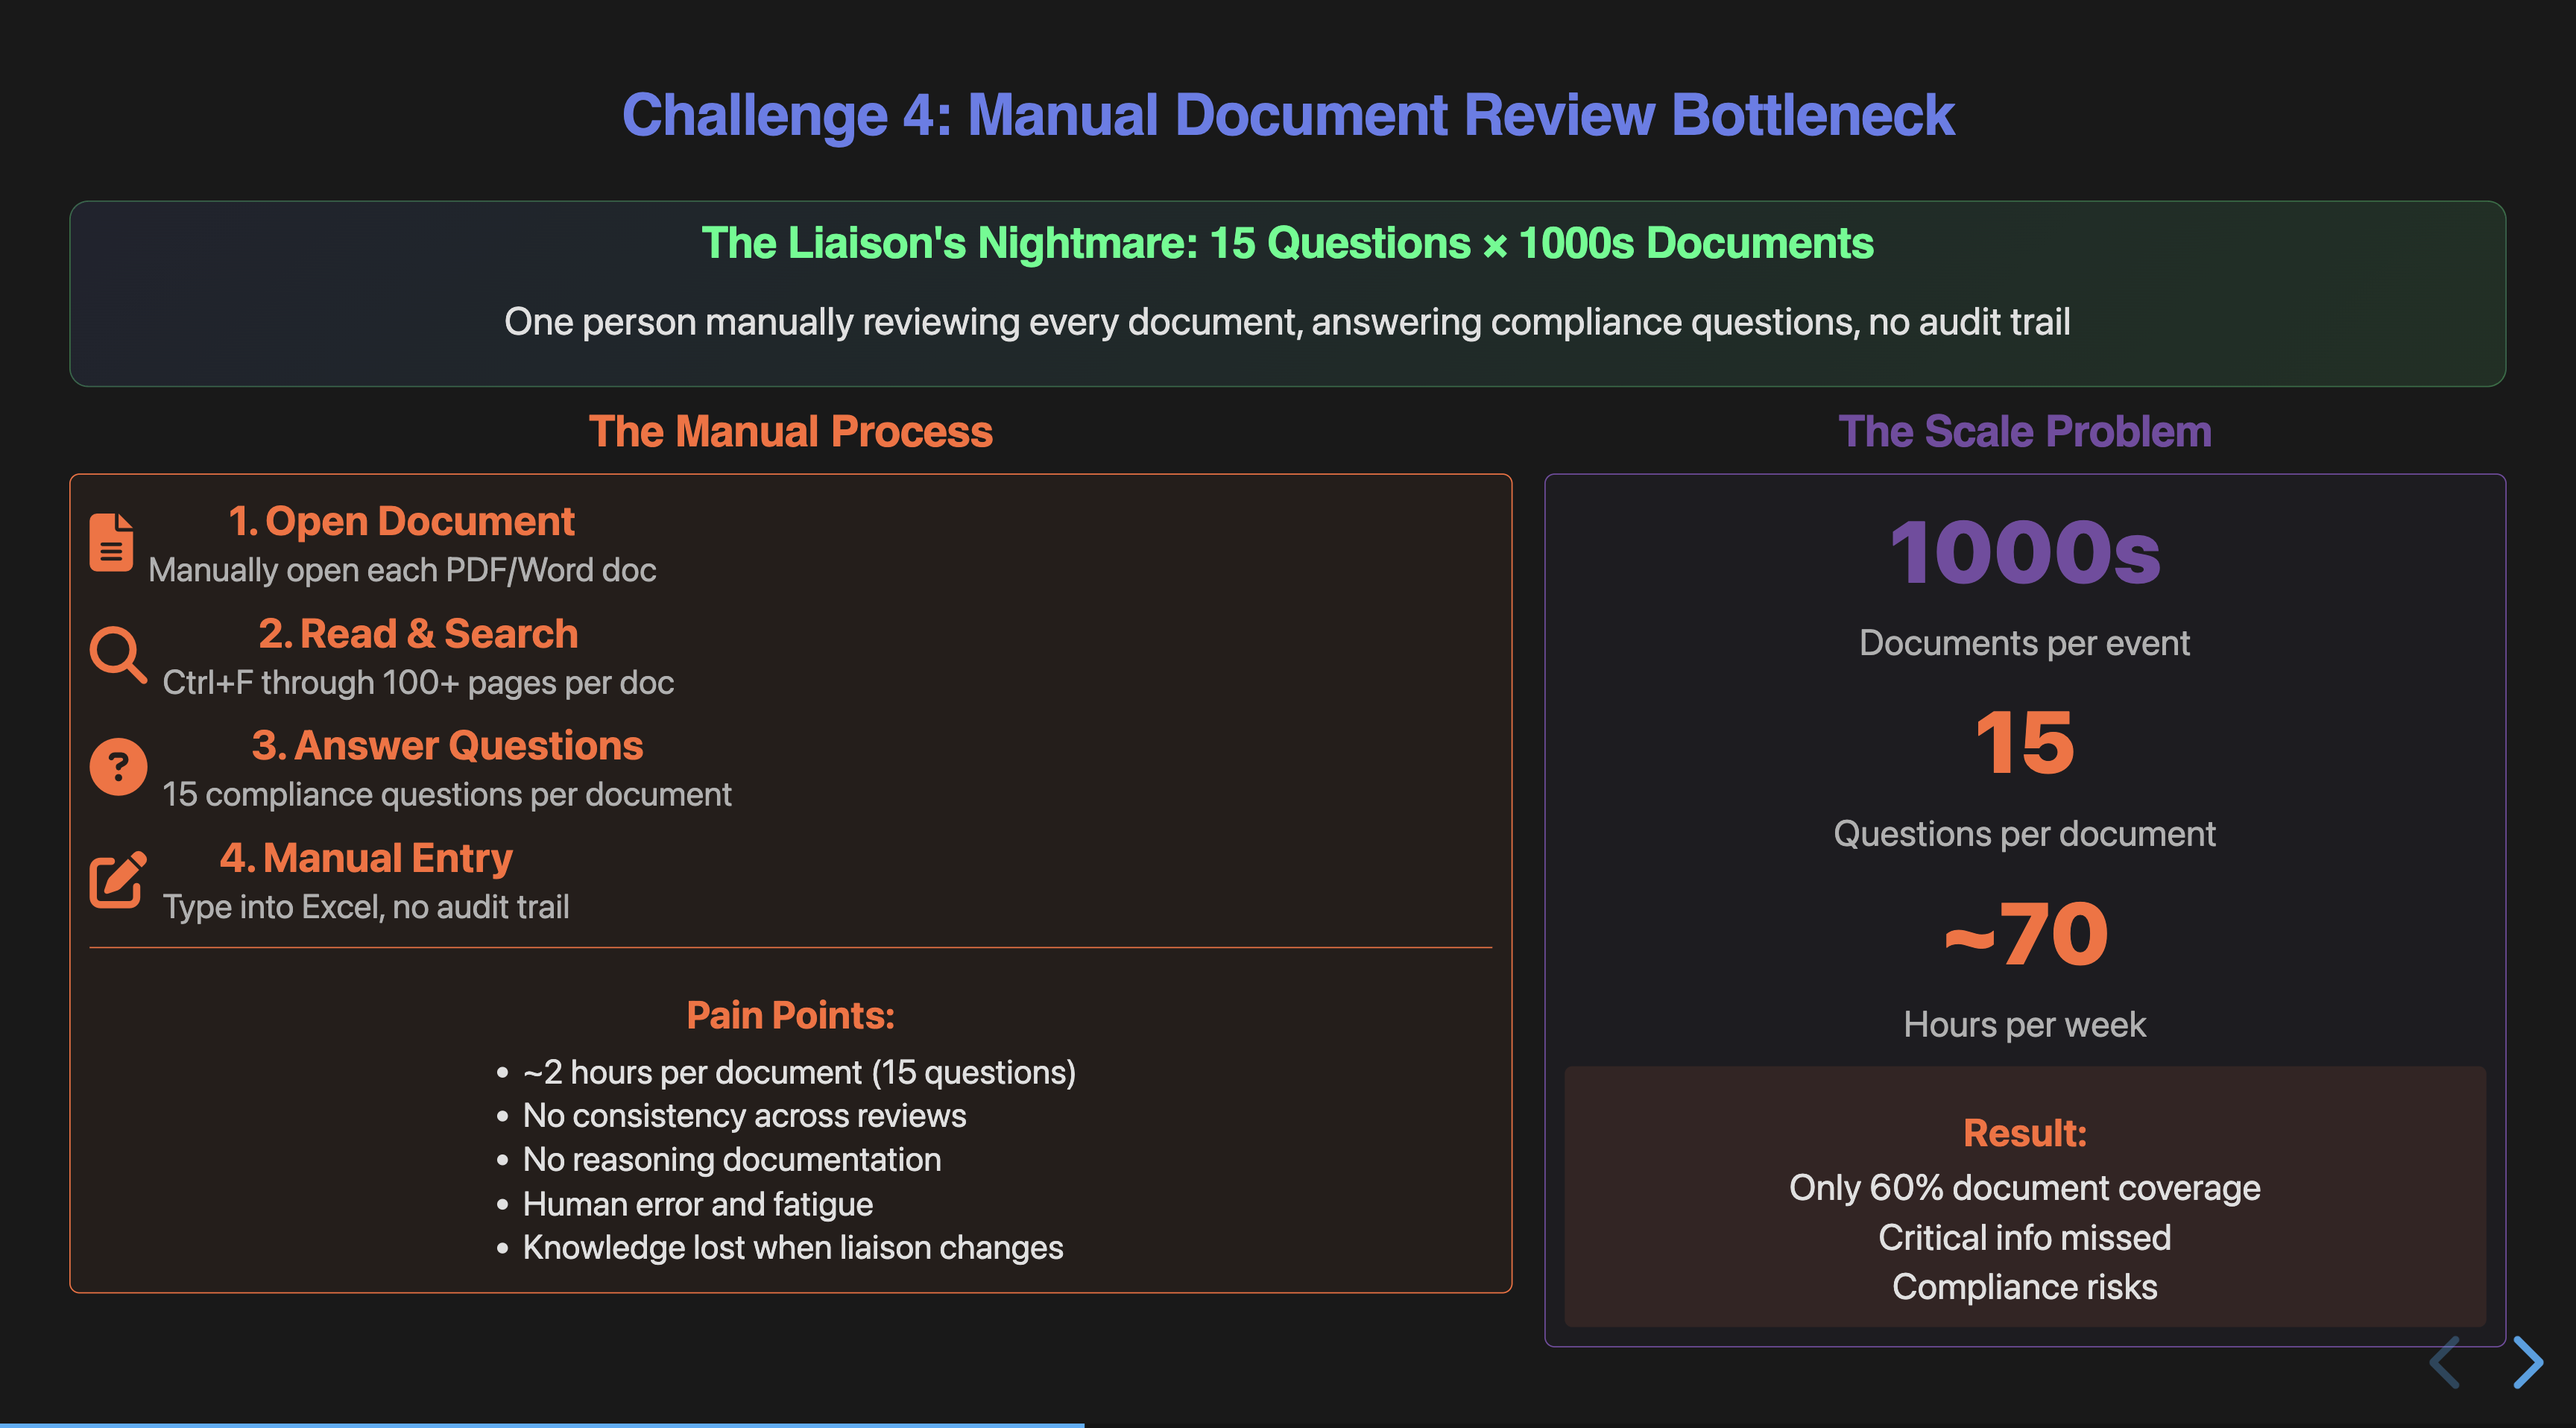 Challenge 4: Manual Document Review Bottleneck
The Liaison's Nightmare: 15 Questions × 1000s Documents
One person manually reviewing every document, answering compliance questions, no audit trail
The Manual Process
1. Open Document
Manually open each PDF/Word doc
2. Read & Search
Ctrl+F through 100+ pages per doc
3. Answer Questions
15 compliance questions per document
4. Manual Entry
Type into Excel, no audit trail
Pain Points:
• ~2 hours per document (15 questions)
• No consistency across reviews
• No reasoning documentation
• Human error and fatigue
• Knowledge lost when liaison changes
The Scale Problem
1000s
Documents per event
15
Questions per document
~70
Hours per week
Result:
Only 60% document coverage
Critical info missed
Compliance risks